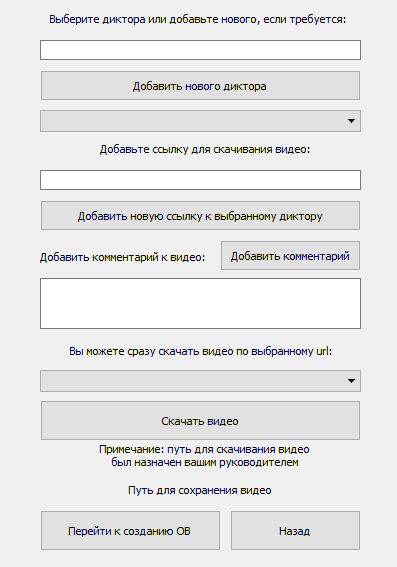 Выберите диктора или добавьте нового, если требуется:
Добавить нового диктора
Добавьте ссылку для скачивания видео:
Добавить новую ссылку к выбранному диктору
Добавить комментарий к видео:
Добавить комментарий
Вы можете сразу скачать видео по выбранному url:
Скачать видео
Примечание: путь для скачивания видео
был назначен вашим руководителем
Путь для сохранения видео
Перейти к созданию ОВ
Назад